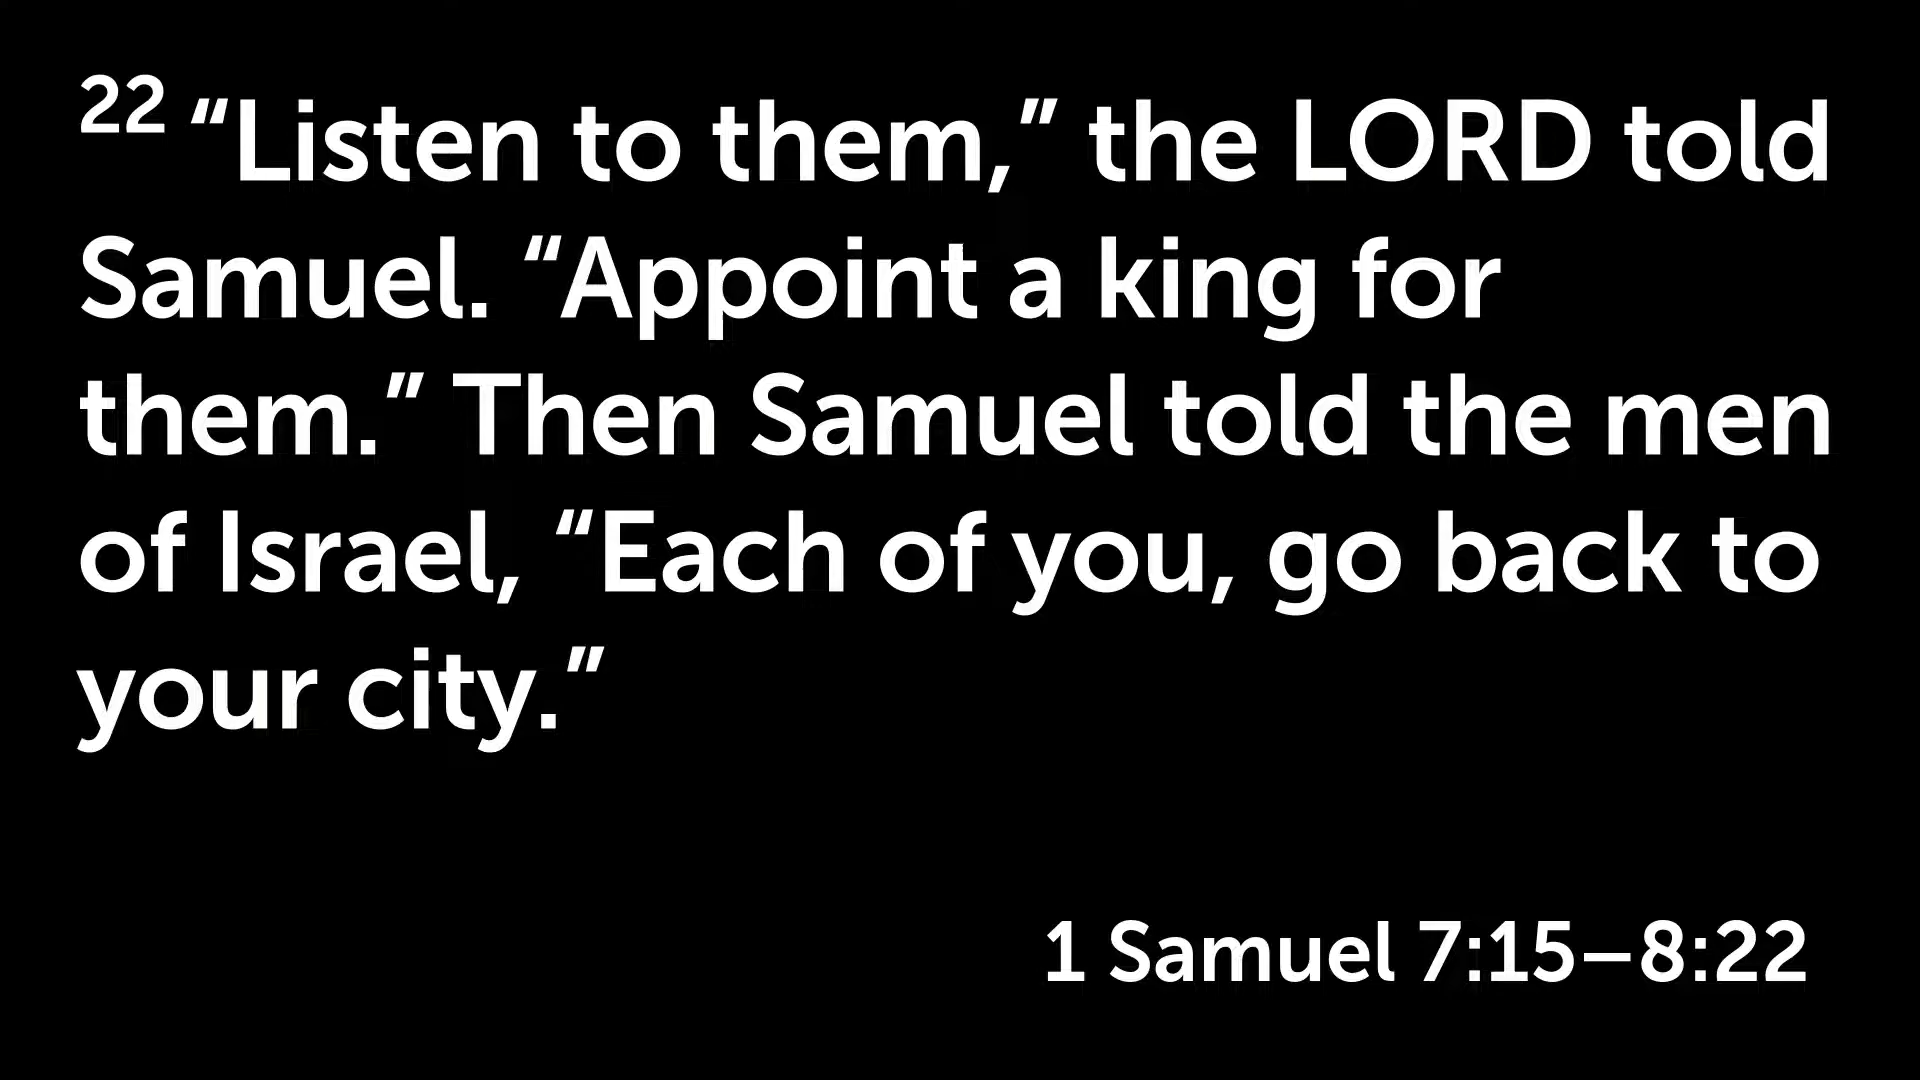 22 “Listen to them,” the LORD told
Samuel. “Appoint a king for
them.” Then Samuel told the men
of Israel, “Each of you, go back to
your city.”
1 Samuel 7:15–8:22